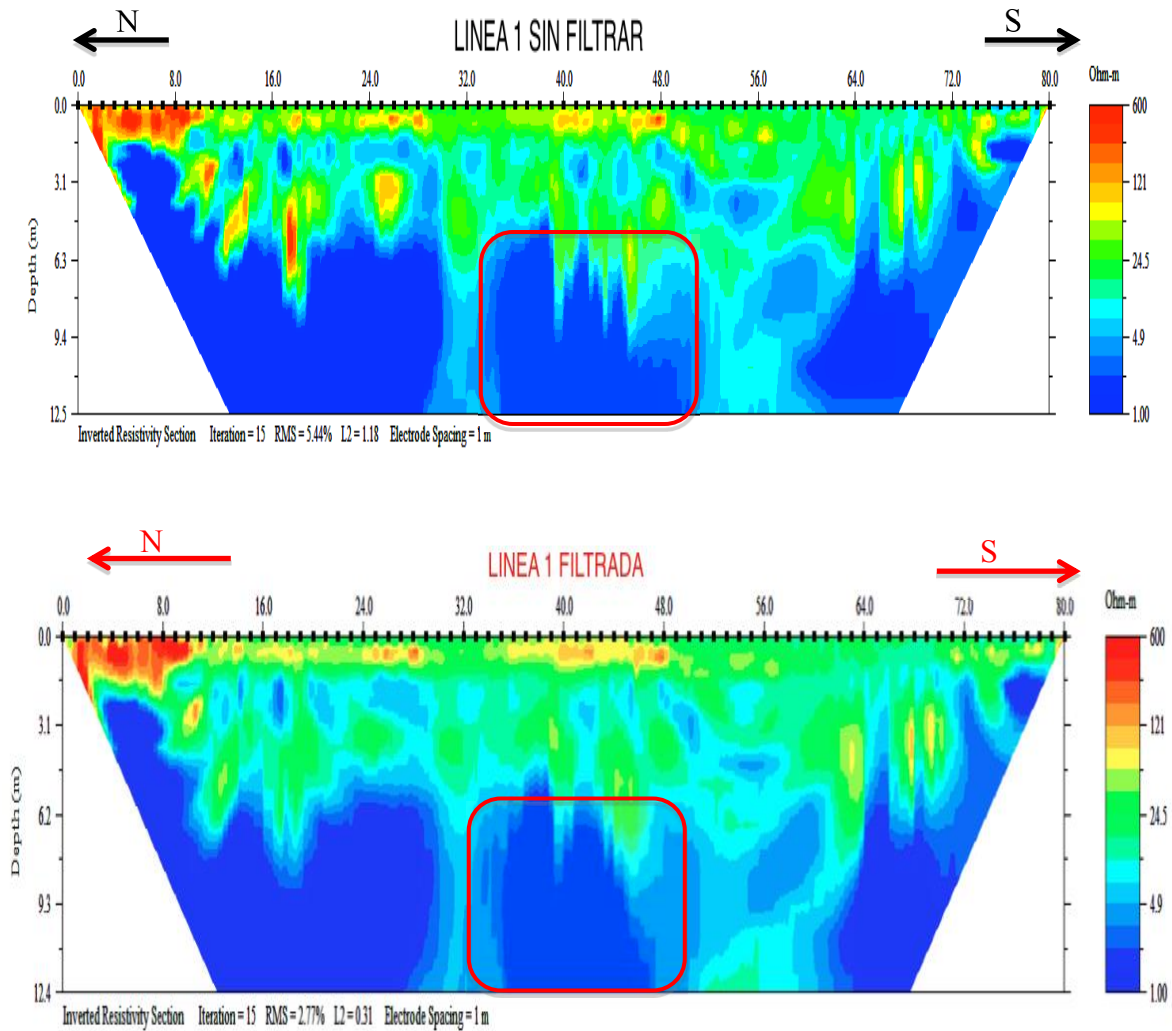 N
S
LINEA 1 SIN FILTRAR
Ohm-m
0.0 8.0 16.0 24.0 32.0 40.0 48.0 56.0 64.0 72.0 80.0
0.0
3.1
6.3
9.4
12.5
Depth (m)
600
121
24.5
4.9
1.00
Inverted Resistivity Section Iteration = 15 RMS = 5.44% L2 = 1.18 Electrode Spacing = 1 m
N
S
LINEA 1 FILTRADA
Ohm-m
0.0 8.0 16.0 24.0 32.0 40.0 48.0 56.0 64.0 72.0 80.0
0.0
3.1
6.2
9.3
12.4
Depth (m)
600
121
24.5
4.9
1.00
Inverted Resistivity Section Iteration = 15 RMS = 2.77% L2 = 0.31 Electrode Spacing = 1 m